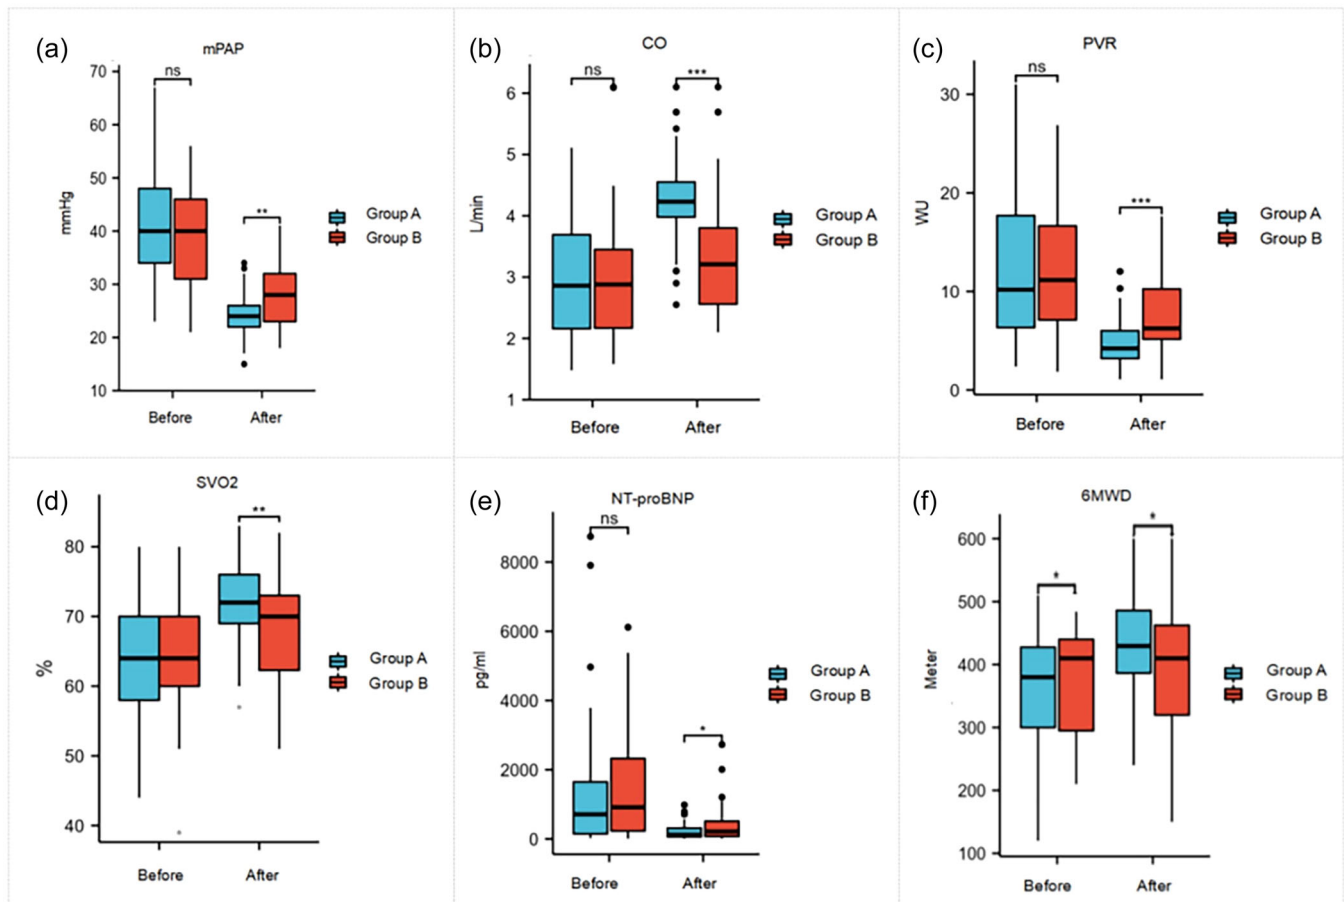 (a)
mPAP
mmHg
70
60
50
40
30
20
10
ns
**
Before
After
Group A
Group B
(b)
CO
L/min
6
5
4
3
2
1
ns
***
Before
After
Group A
Group B
(c)
PVR
WU
30
20
10
0
ns
***
Before
After
Group A
Group B
(d)
SVO2
%
80
70
60
50
40
**
Before
After
Group A
Group B
(e)
NT-proBNP
pg/ml
8000
6000
4000
2000
0
ns
*
Before
After
Group A
Group B
(f)
6MWD
Meter
600
500
400
300
200
100
*
*
Before
After
Group A
Group B